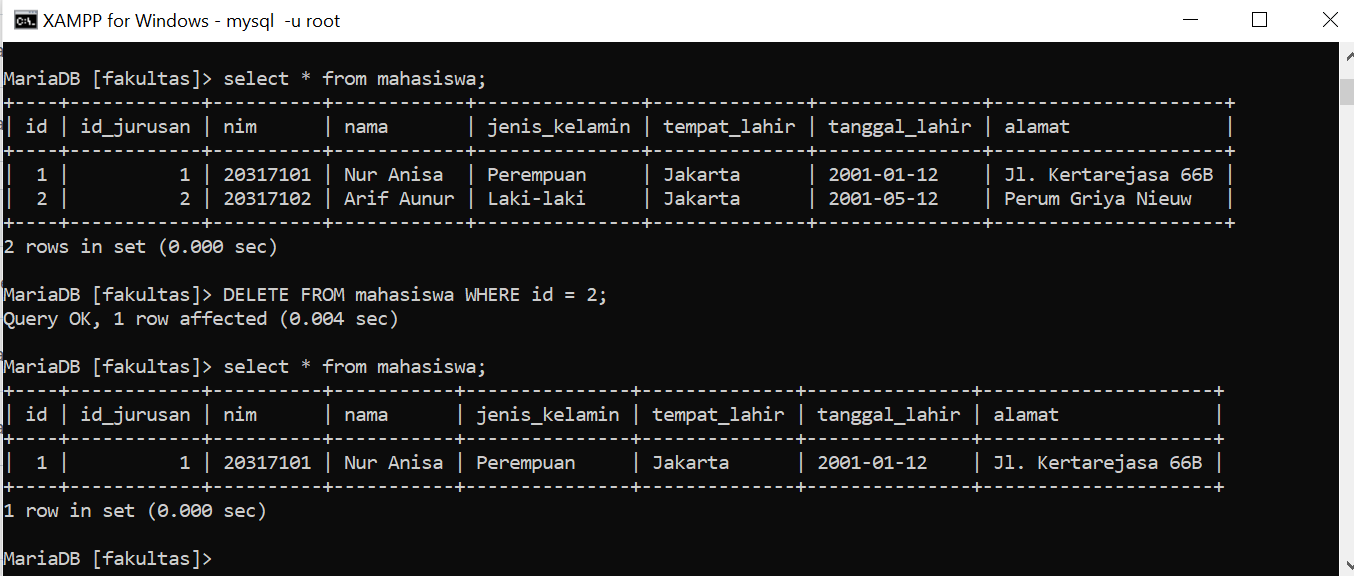 XAMPP for Windows - mysql  -u root
MariaDB [fakultas]> select * from mahasiswa;
+----+------------+----------+------------+---------------+--------------+---------------+---------------------+
| id | id_jurusan | nim      | nama       | jenis_kelamin | tempat_lahir | tanggal_lahir | alamat              |
+----+------------+----------+------------+---------------+--------------+---------------+---------------------+
|  1 |          1 | 20317101 | Nur Anisa  | Perempuan     | Jakarta      | 2001-01-12    | Jl. Kertarejasa 66B |
|  2 |          2 | 20317102 | Arif Aunur | Laki-laki     | Jakarta      | 2001-05-12    | Perum Griya Nieuw   |
+----+------------+----------+------------+---------------+--------------+---------------+---------------------+
2 rows in set (0.000 sec)
MariaDB [fakultas]> DELETE FROM mahasiswa WHERE id = 2;
Query OK, 1 row affected (0.004 sec)
MariaDB [fakultas]> select * from mahasiswa;
+----+------------+----------+-----------+---------------+--------------+---------------+---------------------+
| id | id_jurusan | nim      | nama      | jenis_kelamin | tempat_lahir | tanggal_lahir | alamat              |
+----+------------+----------+-----------+---------------+--------------+---------------+---------------------+
|  1 |          1 | 20317101 | Nur Anisa | Perempuan     | Jakarta      | 2001-01-12    | Jl. Kertarejasa 66B |
+----+------------+----------+-----------+---------------+--------------+---------------+---------------------+
1 row in set (0.000 sec)
MariaDB [fakultas]>